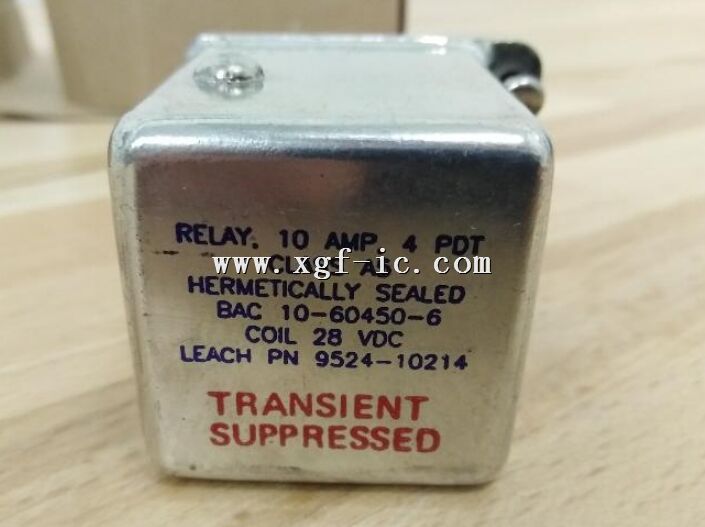 RELAY, 10 AMP, 4 PDT
www.xgf-ic.com
HERMETICALLY SEALED
BAC 10-60450-6
COIL 28 VDC
LEACH PN 9524-10214
TRANSIENT
SUPPRESSED